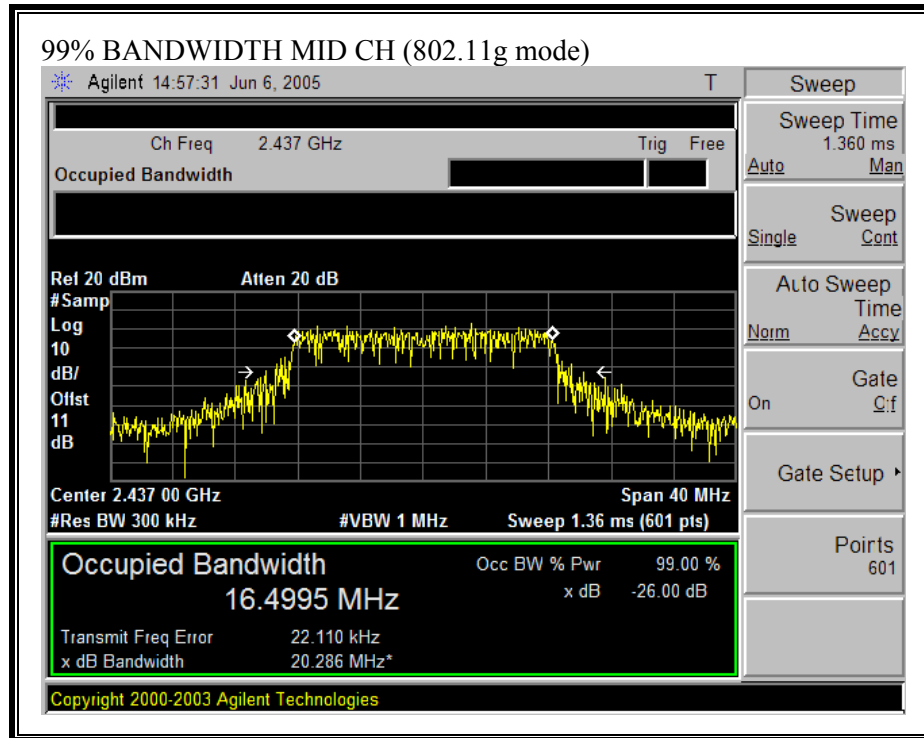 99% BANDWIDTH MID CH (802.11g mode)
Agilent 14:57:31 Jun 6, 2005 T
Ch Freq 2.437 GHz Trig Free
Occupied Bandwidth
Ref 20 dBm Atten 20 dB
#Samp
Log
10
dB/
Offst
11
dB
Center 2.437 00 GHz Span 40 MHz
#Res BW 300 kHz #VBW 1 MHz Sweep 1.36 ms (601 pts)
Occupied Bandwidth
16.4995 MHz
Occ BW % Pwr 99.00 %
x dB -26.00 dB
Transmit Freq Error 22.110 kHz
x dB Bandwidth 20.286 MHz*
Copyright 2000-2003 Agilent Technologies
Sweep
Sweep Time
1.360 ms
Auto Man
Sweep
Single Cont
Auto Sweep
Time
Norm Accy
Gate
On Off
Gate Setup
Points
601